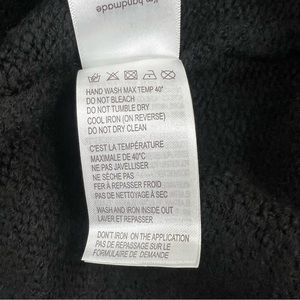 I'm handmade
HAND WASH MAX TEMP 40°
DO NOT BLEACH
DO NOT TUMBLE DRY
COOL IRON (ON REVERSE)
DO NOT DRY CLEAN
C'EST LA TEMPÉRATURE
MAXIMALE DE 40°C
NE PAS JAVELLISER
NE SÈCHE PAS
FER À REPASSER FROID
PAS DE NETTOYAGE À SEC
WASH AND IRON INSIDE OUT
LAVER ET REPASSER
DON'T IRON ON THE APPLICATION
PAS DE REPASSAGE SUR LE
FORMULAIRE DE DEMANDE